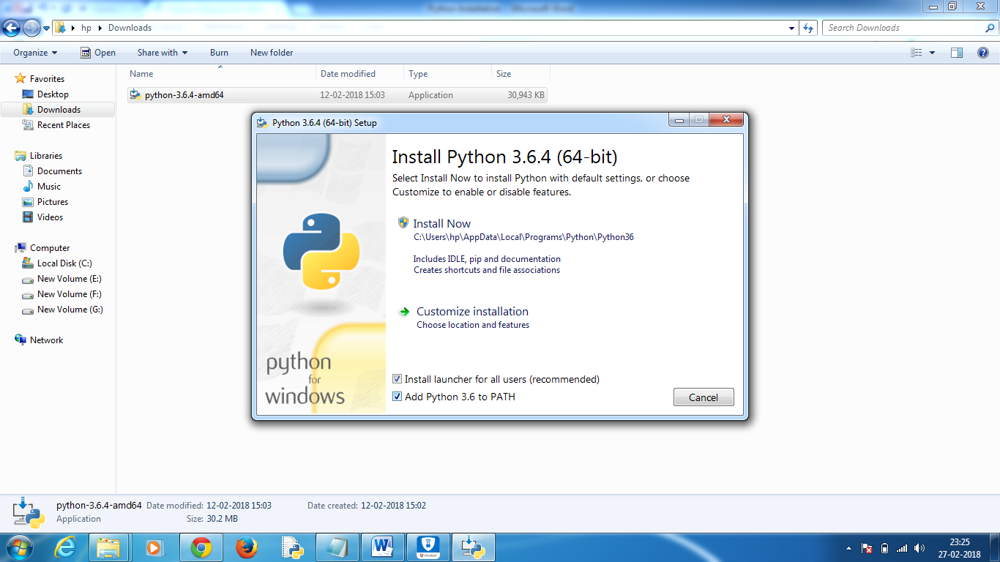 Python Installation - Microsoft Word
hp Downloads
Search Downloads
Organize Open Share with Burn New folder
Name Date modified Type Size
python-3.6.4-amd64 12-02-2018 15:03 Application 30,943 KB
Favorites
Desktop
Downloads
Recent Places
Libraries
Documents
Music
Pictures
Videos
Computer
Local Disk (C:)
New Volume (E:)
New Volume (F:)
New Volume (G:)
Network
Python 3.6.4 (64-bit) Setup
Install Python 3.6.4 (64-bit)
Select Install Now to install Python with default settings, or choose
Customize to enable or disable features.
Install Now
C:\Users\hp\AppData\Local\Programs\Python\Python36
Includes IDLE, pip and documentation
Creates shortcuts and file associations
Customize installation
Choose location and features
python
for
windows
Install launcher for all users (recommended)
Add Python 3.6 to PATH
Cancel
python-3.6.4-amd64 Date modified: 12-02-2018 15:03 Date created: 12-02-2018 15:02
Application Size: 30.2 MB
McAfee
23:25
27-02-2018